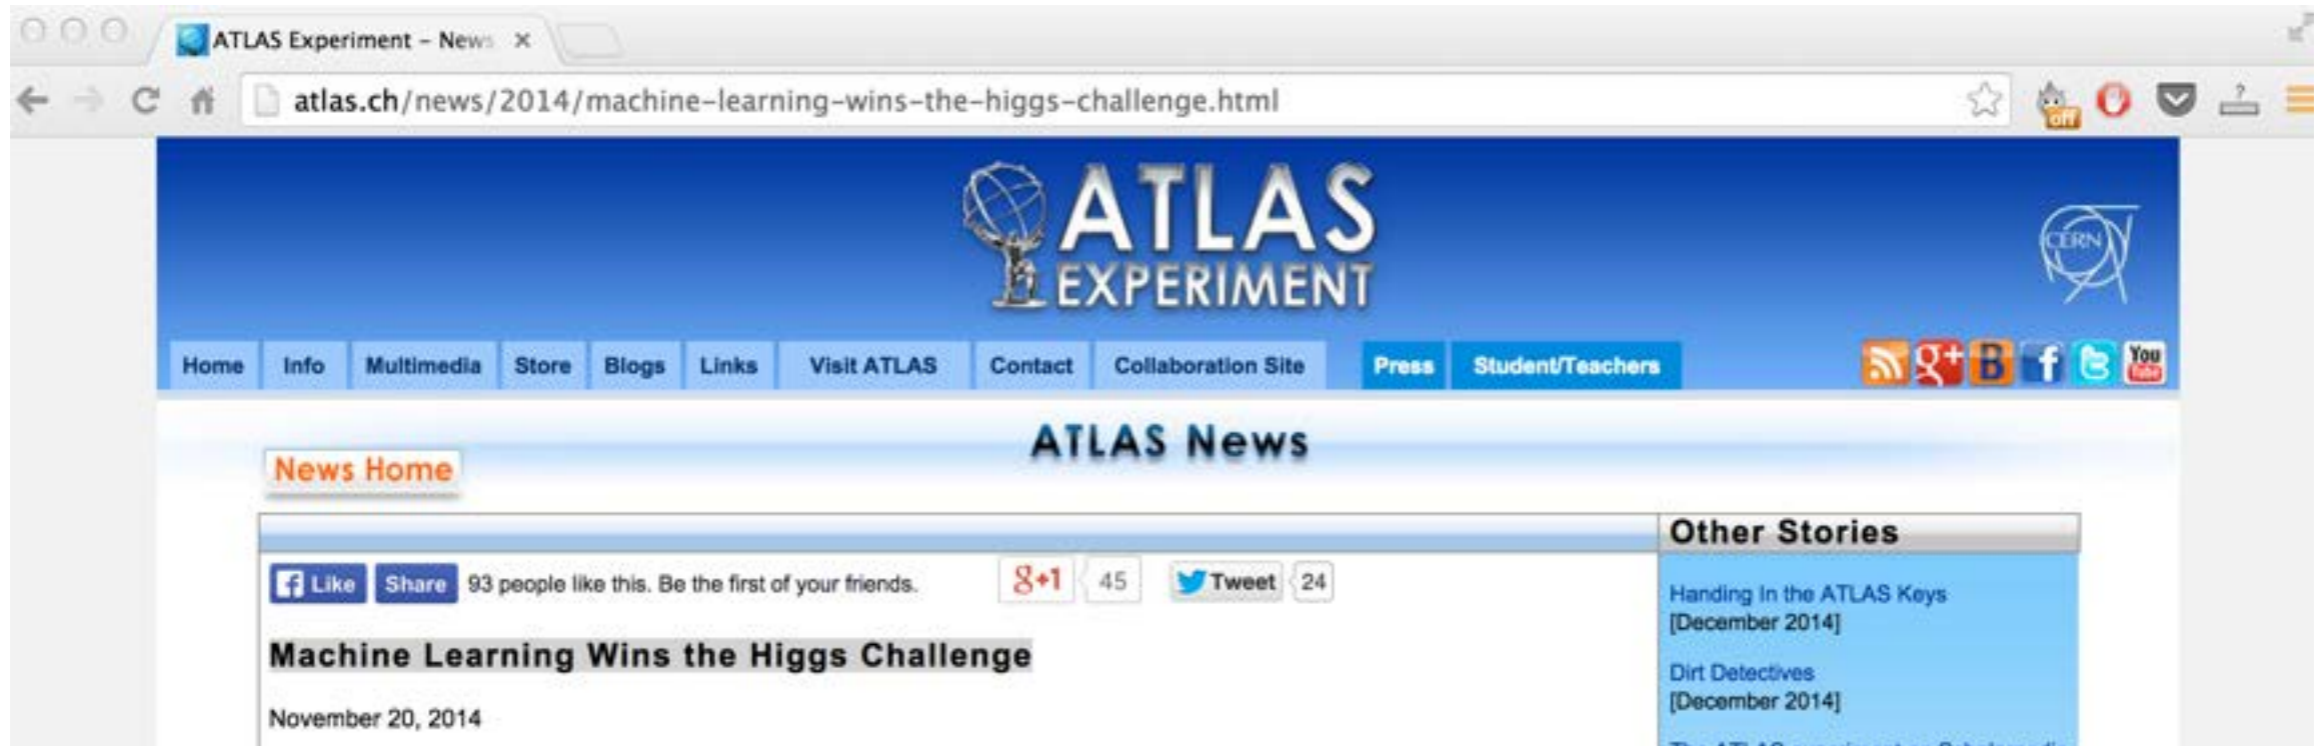 ATLAS Experiment – News
atlas.ch/news/2014/machine-learning-wins-the-higgs-challenge.html
off
?
ATLAS
EXPERIMENT
CERN
Home Info Multimedia Store Blogs Links Visit ATLAS Contact Collaboration Site Press Student/Teachers
g+ B f You Tube
ATLAS News
News Home
Other Stories
f Like Share 93 people like this. Be the first of your friends. g+1 45 Tweet 24
Handing In the ATLAS Keys
[December 2014]
Machine Learning Wins the Higgs Challenge
Dirt Detectives
[December 2014]
November 20, 2014